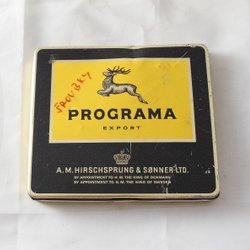 PROGRAMA
EXPORT
A.M. HIRSCHSPRUNG & SØNNER LTD.
BY APPOINTMENT TO H. M. THE KING OF DENMARK
BY APPOINTMENT TO H. M. THE KING OF SWEDEN